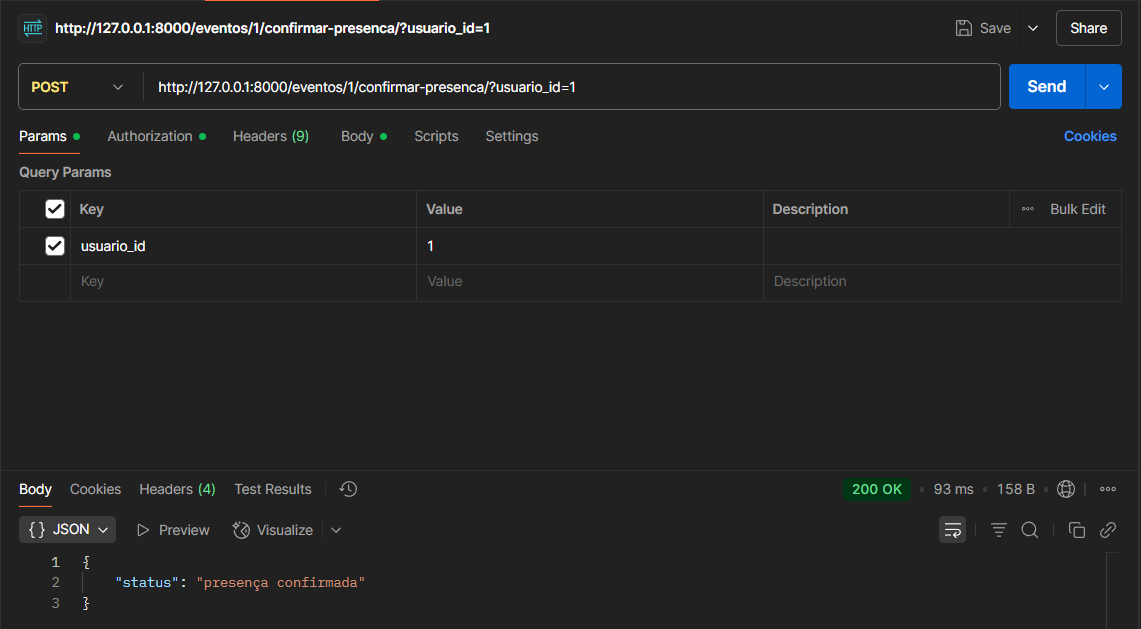 HTTP http://127.0.0.1:8000/eventos/1/confirmar-presenca/?usuario_id=1 Save Share
POST http://127.0.0.1:8000/eventos/1/confirmar-presenca/?usuario_id=1 Send
Params Authorization Headers (9) Body Scripts Settings Cookies
Query Params
Key Value Description Bulk Edit
usuario_id 1
Key Value Description
Body Cookies Headers (4) Test Results 200 OK 93 ms 158 B
{} JSON Preview Visualize
1 {
2 "status": "presença confirmada"
3 }